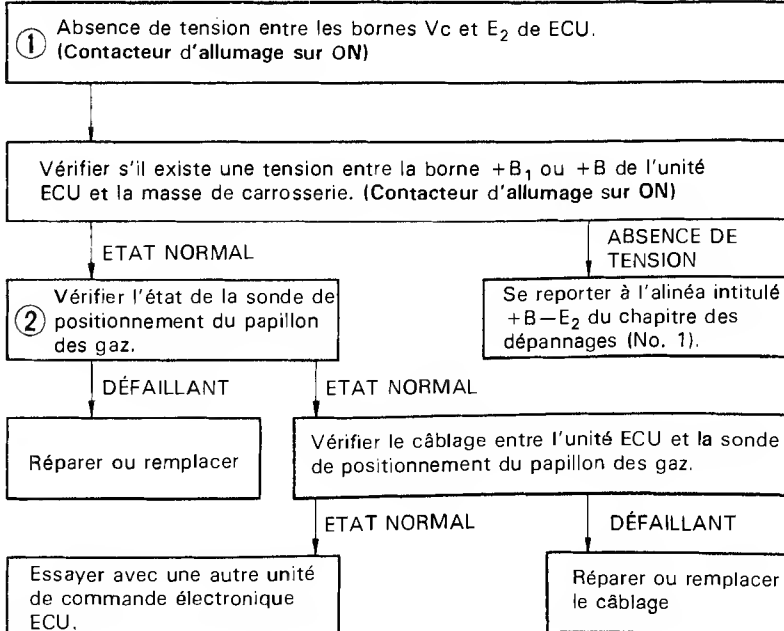 ① Absence de tension entre les bornes Vc et E₂ de ECU.
(Contacteur d'allumage sur ON)
Vérifier s'il existe une tension entre la borne +B₁ ou +B de l'unité
ECU et la masse de carrosserie. (Contacteur d'allumage sur ON)
ETAT NORMAL
ABSENCE DE
TENSION
② Vérifier l'état de la sonde de
positionnement du papillon
des gaz.
Se reporter à l'alinéa intitulé
+B—E₂ du chapitre des
dépannages (No. 1).
DÉFAILLANT
ETAT NORMAL
Réparer ou remplacer
Vérifier le câblage entre l'unité ECU et la sonde
de positionnement du papillon des gaz.
ETAT NORMAL
DÉFAILLANT
Essayer avec une autre unité
de commande électronique
ECU.
Réparer ou remplacer
le câblage